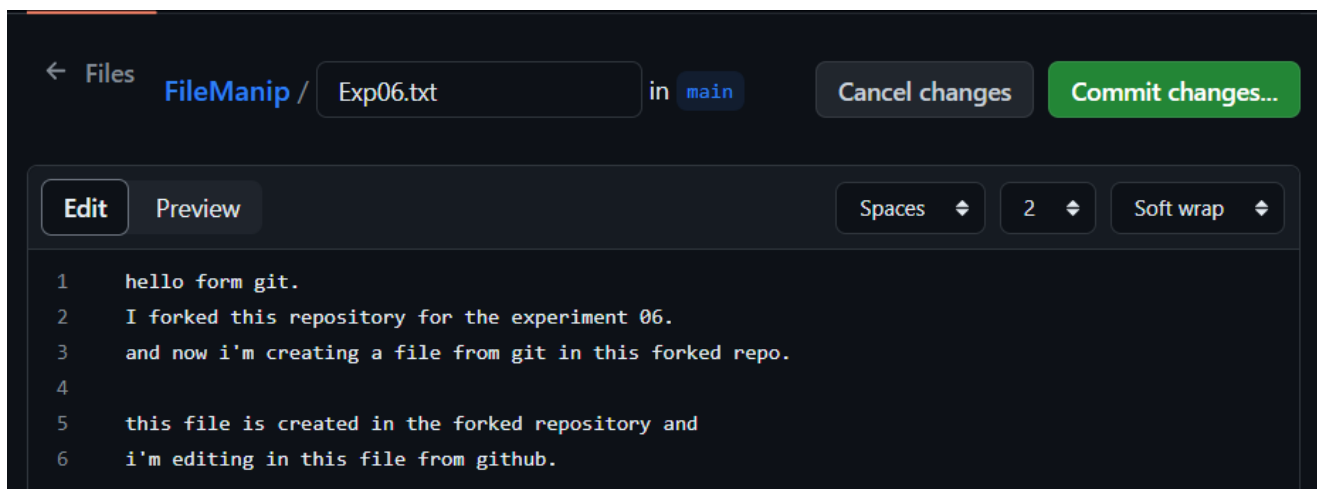 ← Files
FileManip / Exp06.txt in main Cancel changes Commit changes...
Edit Preview Spaces 2 Soft wrap
1 hello form git.
2 I forked this repository for the experiment 06.
3 and now i'm creating a file from git in this forked repo.
4
5 this file is created in the forked repository and
6 i'm editing in this file from github.